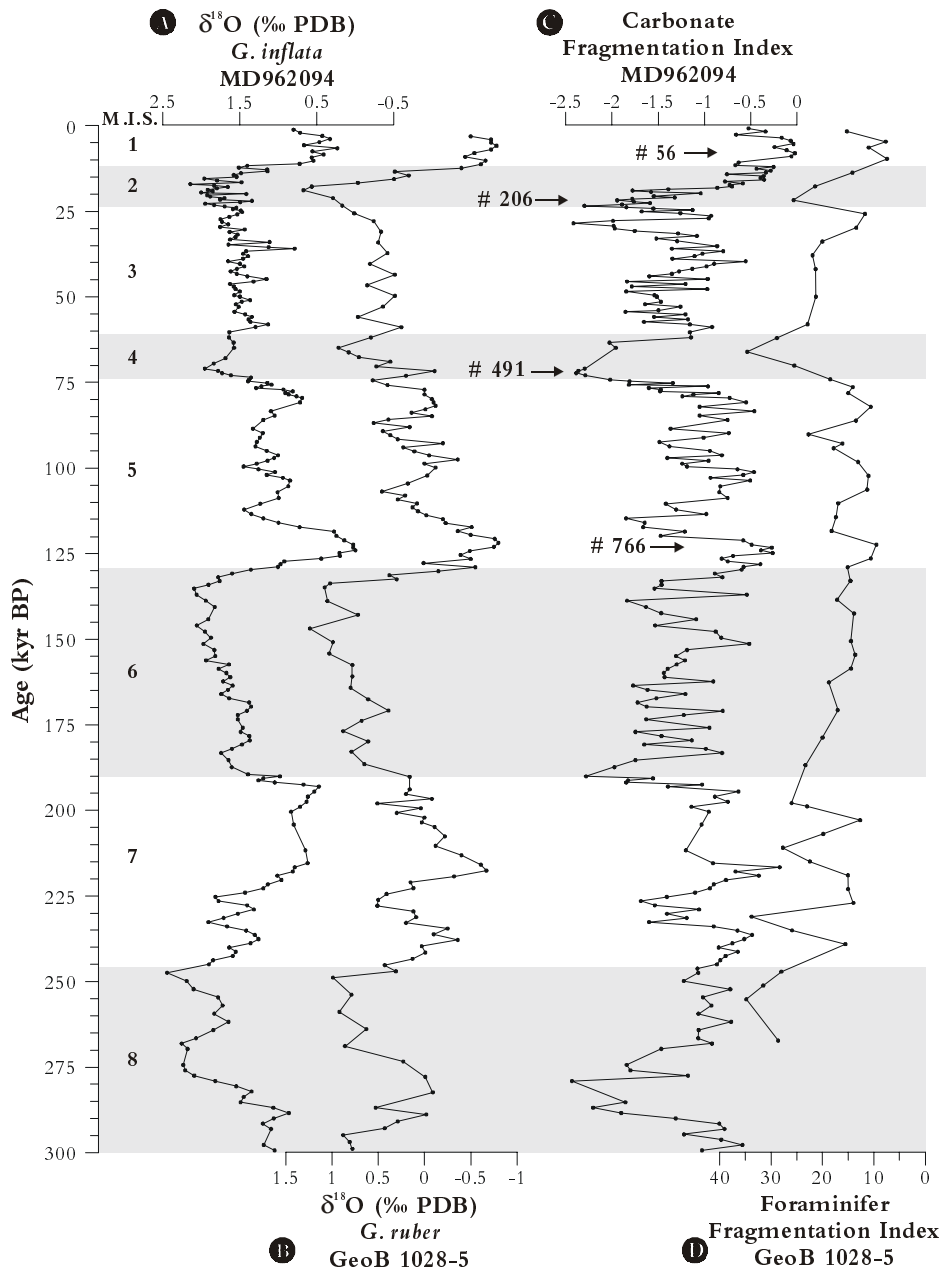 A δ¹⁸O (‰ PDB)
G. inflata
MD962094
2.5 1.5 0.5 -0.5
C Carbonate
Fragmentation Index
MD962094
-2.5 -2 -1.5 -1 -0.5 0
M.I.S.
0
25
50
75
100
125
150
175
200
225
250
275
300
Age (kyr BP)
1
2
3
4
5
6
7
8
# 56
# 206
# 491
# 766
1.5 1 0.5 0 -0.5 -1
δ¹⁸O (‰ PDB)
G. ruber
B GeoB 1028-5
40 30 20 10 0
Foraminifer
Fragmentation Index
D GeoB 1028-5